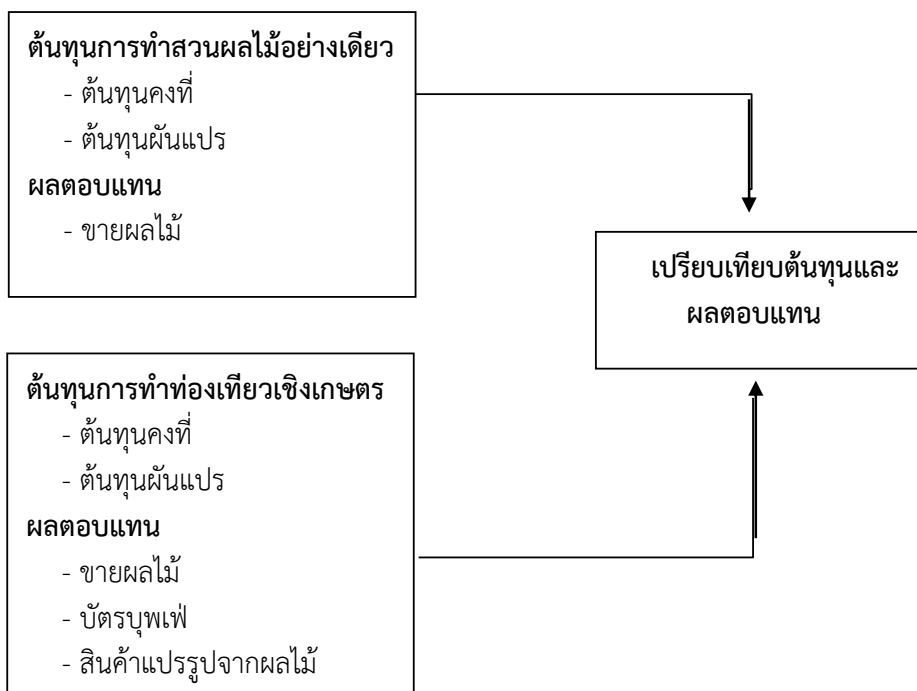 ต้นทุนการทำสวนผลไม้อย่างเดียว
- ต้นทุนคงที่
- ต้นทุนผันแปร
ผลตอบแทน
- ขายผลไม้
เปรียบเทียบต้นทุนและ
ผลตอบแทน
ต้นทุนการทำท่องเทียวเชิงเกษตร
- ต้นทุนคงที่
- ต้นทุนผันแปร
ผลตอบแทน
- ขายผลไม้
- บัตรบุพเฟ่
- สินค้าแปรรูปจากผลไม้